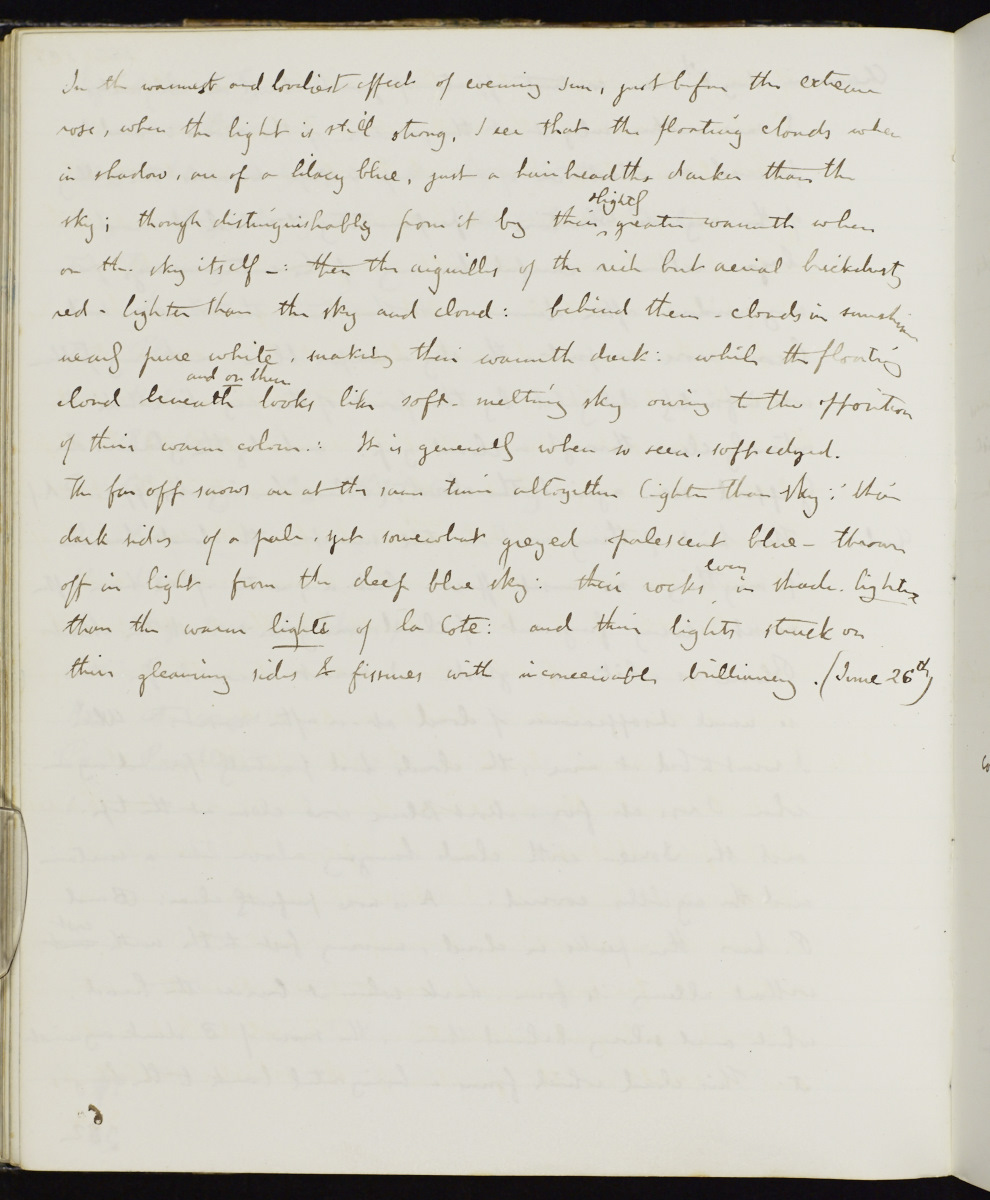 In the warmest and loveliest effects of evening sun, just before the extreme
rose, when the light is still strong, I see that the floating clouds when
in shadow, are of a lilacy blue, just a hairbreadth darker than the
sky; though distinguishably from it by their slightly greater warmth when
on the sky itself -: then the aiguilles of the rich but aerial brickdusty
red - lighter than the sky and cloud: behind them - clouds in sunshine
nearly pure white, making their warmth dark: while the floating
cloud beneath and on them looks like soft - melting sky owing to the opposition
of their warm colour.: It is generally when so seen, soft edged.
The far off snows are at the same time altogether lighter than sky; their
dark sides of a pale, yet somewhat greyed opalescent blue - thrown
off in light from the deep blue sky: their rocks, even in shade, lighter
than the warm lights of la Cote: and their lights struck on
their gleaming sides & fissures with inconceivable brilliancy. (June 26th)